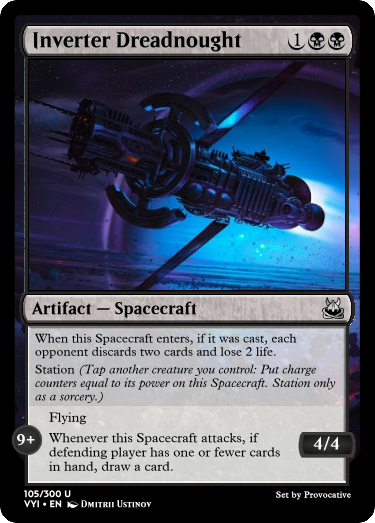 Inverter Dreadnought 1
Artifact — Spacecraft
When this Spacecraft enters, if it was cast, each
opponent discards two cards and lose 2 life.
Station (Tap another creature you control: Put charge
counters equal to its power on this Spacecraft. Station only
as a sorcery.)
Flying
9+
Whenever this Spacecraft attacks, if
defending player has one or fewer cards
in hand, draw a card.
4/4
105/300 U
VYI • EN Dmitrii Ustinov
Set by Provocative